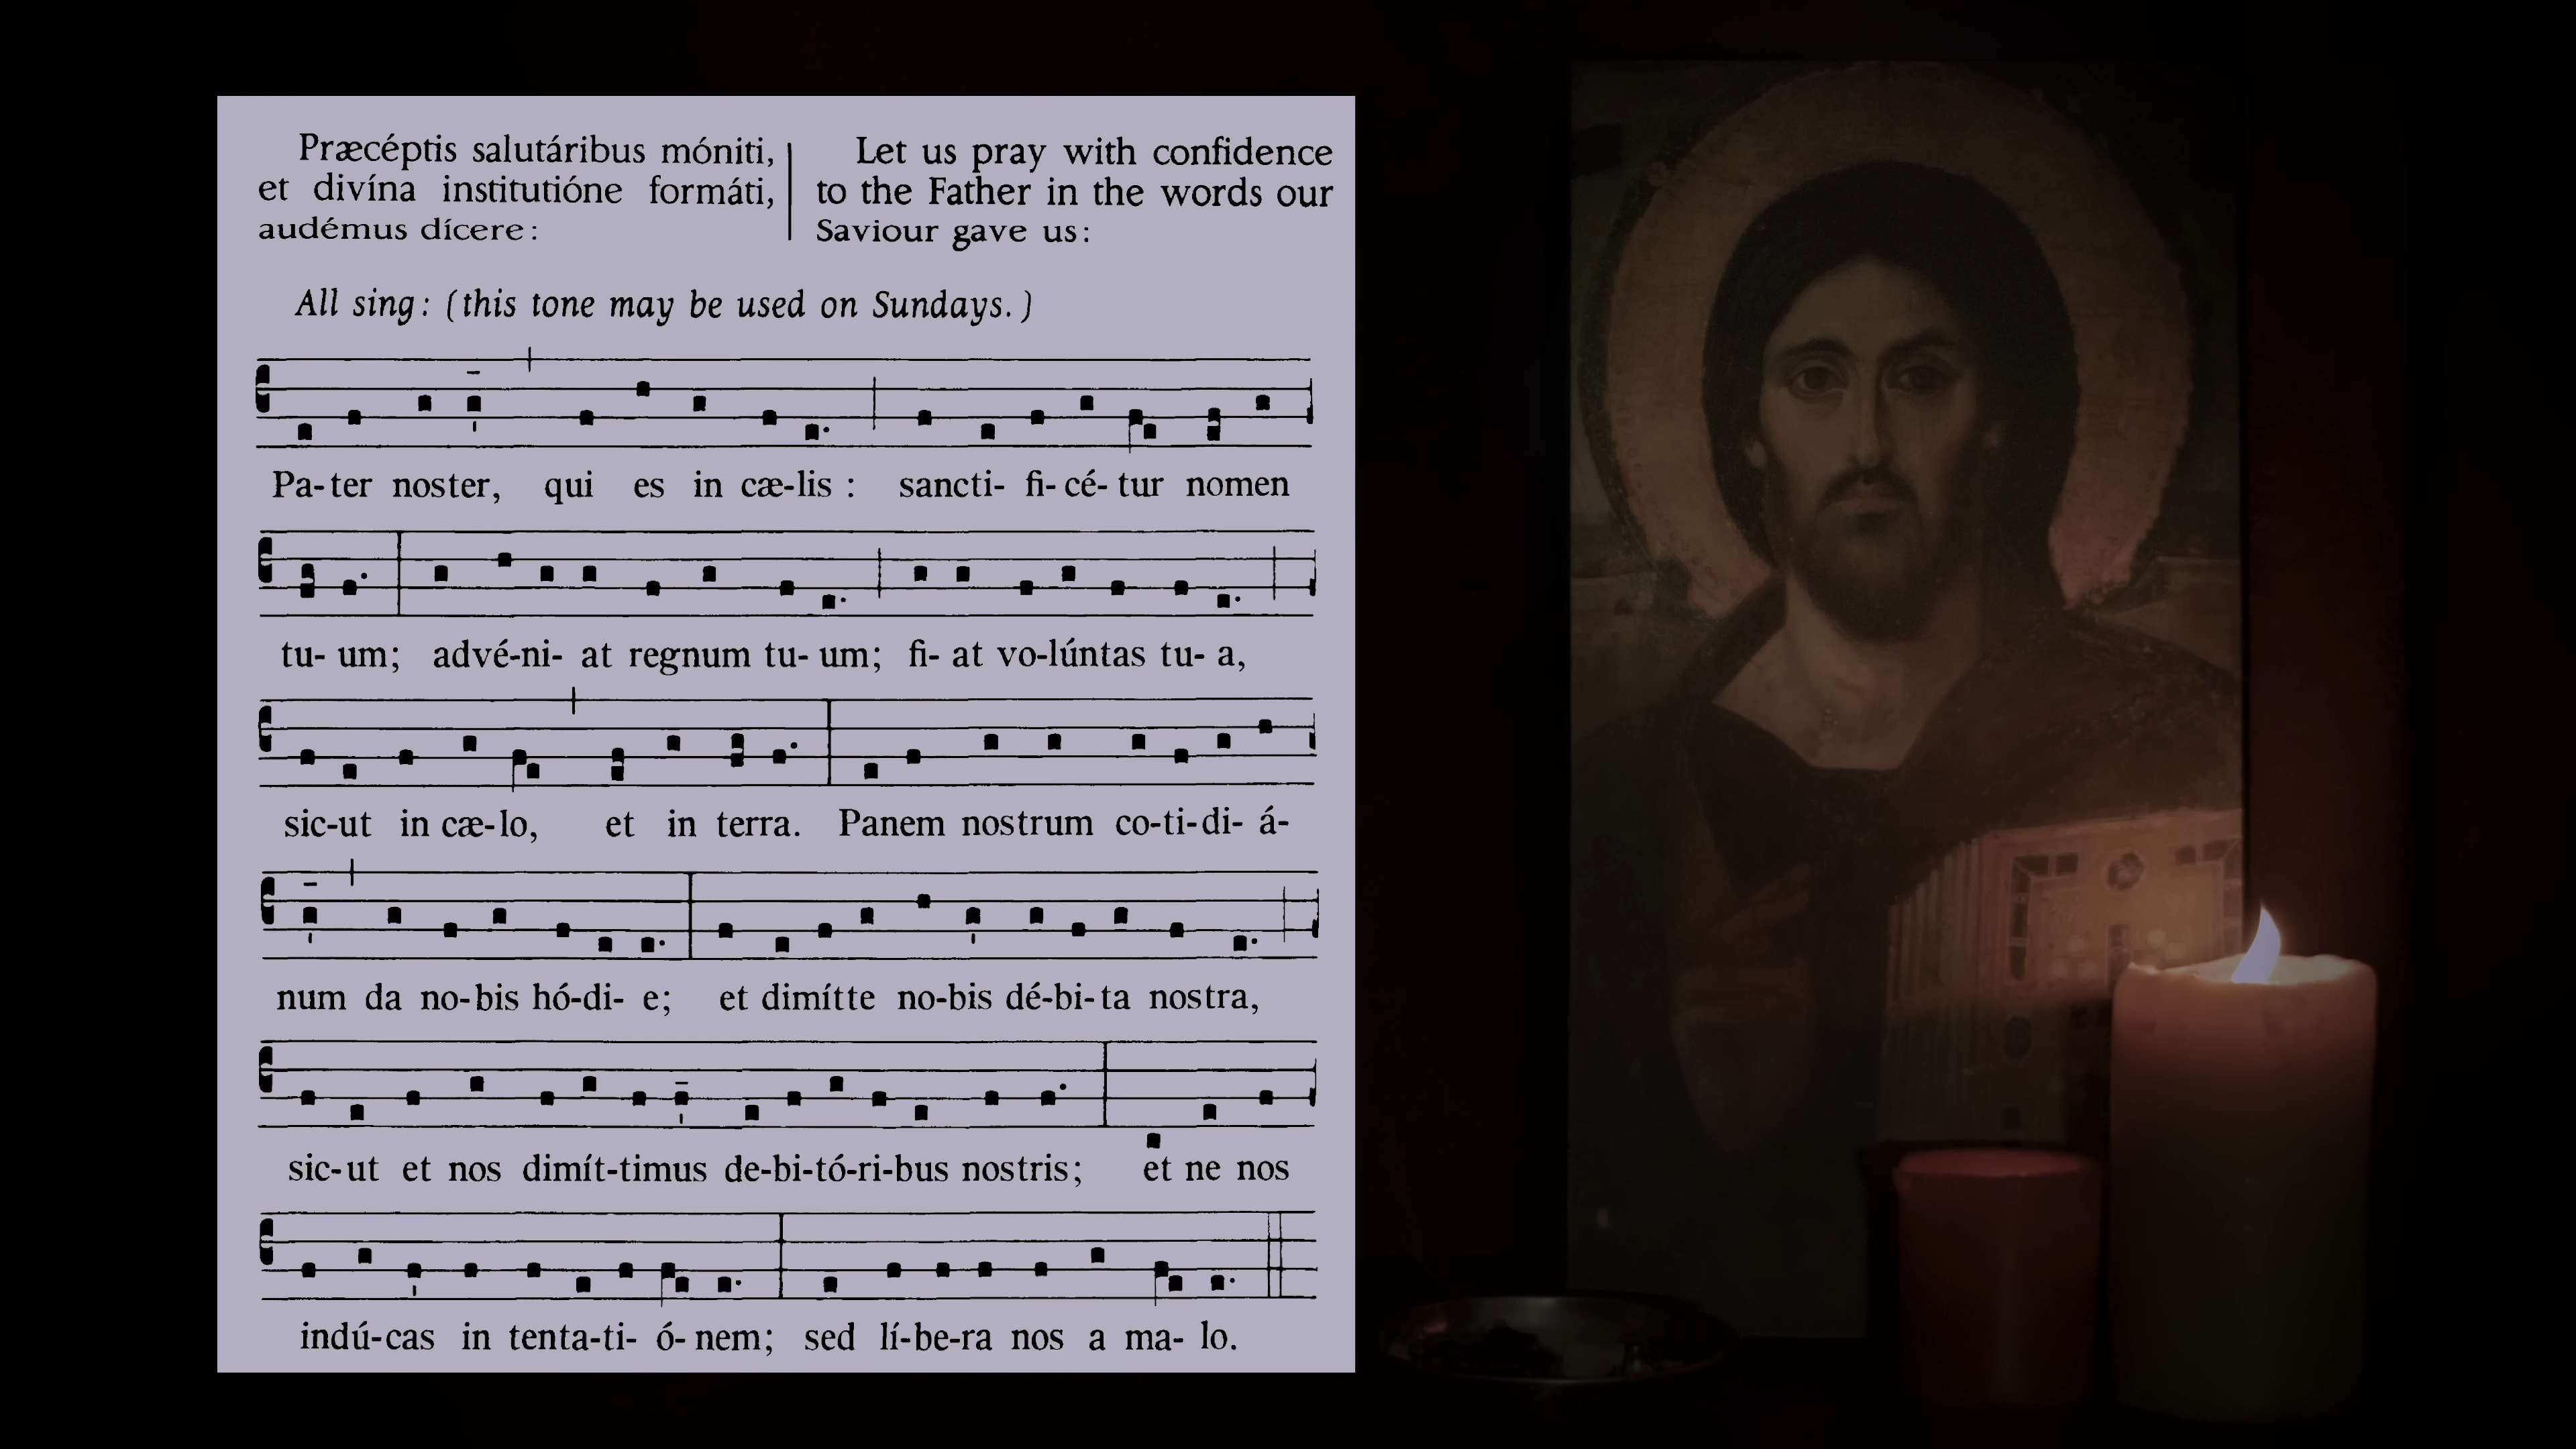 Præcéptis salutáribus móniti,
et divína institutióne formáti,
audémus dícere:
Let us pray with confidence
to the Father in the words our
Saviour gave us:
All sing: (this tone may be used on Sundays.)
Pa-ter noster, qui es in cæ-lis : sancti- fi-cé-tur nomen
tu- um; advé-ni- at regnum tu- um; fi- at vo-lúntas tu- a,
sic-ut in cæ-lo, et in terra. Panem nostrum co-ti-di- á-
num da no-bis hó-di- e; et dimítte no-bis dé-bi-ta nostra,
sic-ut et nos dimít-timus de-bi-tó-ri-bus nostris; et ne nos
indú-cas in tenta-ti- ó-nem; sed lí-be-ra nos a ma- lo.